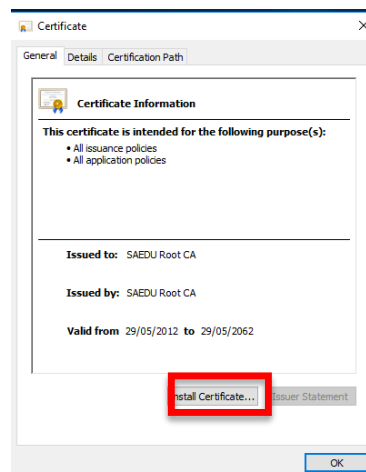 Certificate
General Details Certification Path
Certificate Information
This certificate is intended for the following purpose(s):
• All issuance policies
• All application policies
Issued to: SAEDU Root CA
Issued by: SAEDU Root CA
Valid from 29/05/2012 to 29/05/2062
nstall Certificate... Issuer Statement
OK